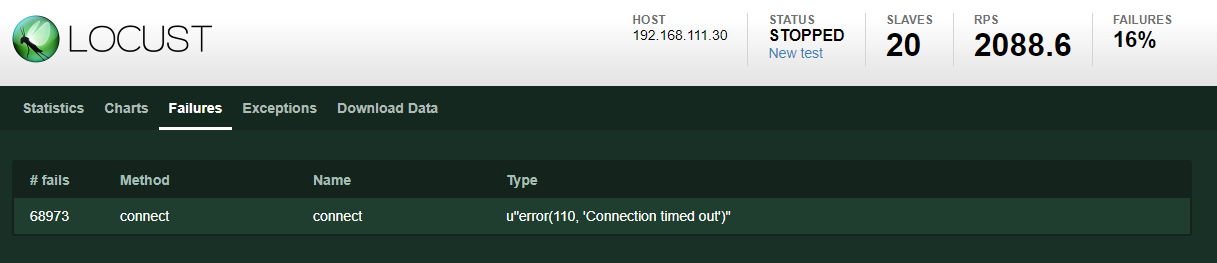 LOCUST
HOST
192.168.111.30
STATUS
STOPPED
New test
SLAVES
20
RPS
2088.6
FAILURES
16%
Statistics Charts Failures Exceptions Download Data
# fails Method Name Type
68973 connect connect u"error(110, 'Connection timed out')"